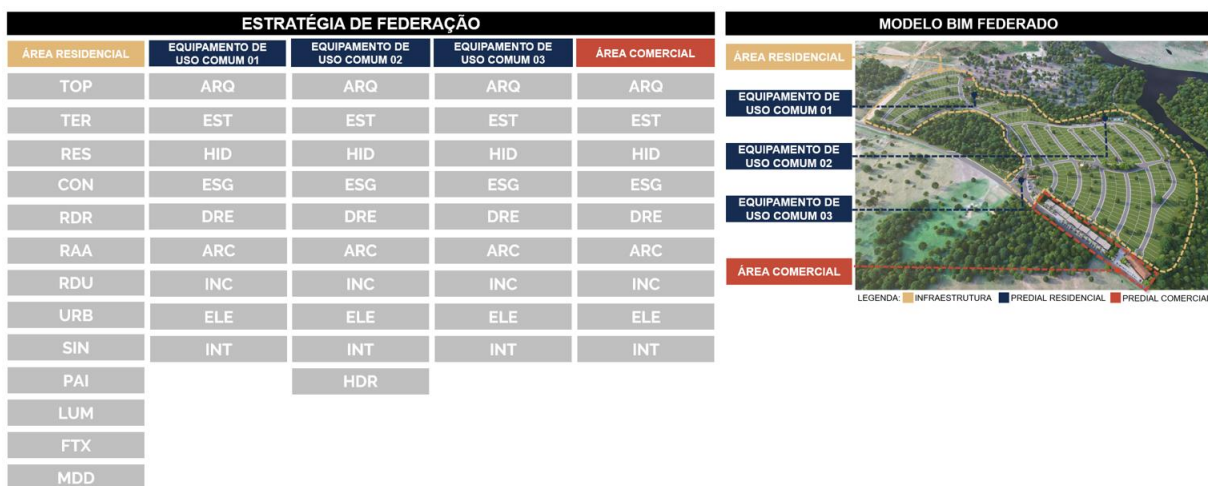 ESTRATÉGIA DE FEDERAÇÃO
ÁREA RESIDENCIAL
EQUIPAMENTO DE
USO COMUM 01
EQUIPAMENTO DE
USO COMUM 02
EQUIPAMENTO DE
USO COMUM 03
ÁREA COMERCIAL
TOP ARQ ARQ ARQ ARQ
TER EST EST EST EST
RES HID HID HID HID
CON ESG ESG ESG ESG
RDR DRE DRE DRE DRE
RAA ARC ARC ARC ARC
RDU INC INC INC INC
URB ELE ELE ELE ELE
SIN INT INT INT INT
PAI HDR
LUM
FTX
MDD
MODELO BIM FEDERADO
ÁREA RESIDENCIAL
EQUIPAMENTO DE
USO COMUM 01
EQUIPAMENTO DE
USO COMUM 02
EQUIPAMENTO DE
USO COMUM 03
ÁREA COMERCIAL
LEGENDA: INFRAESTRUTURA PREDIAL RESIDENCIAL PREDIAL COMERCIAL